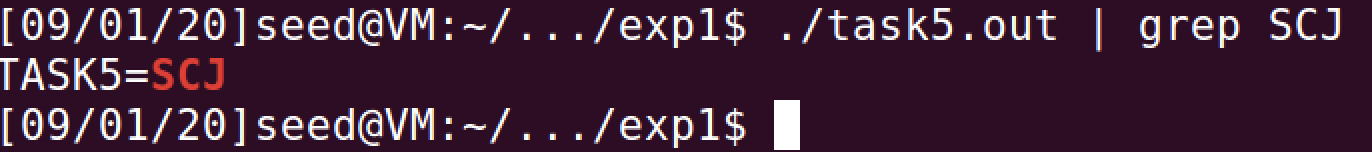 [09/01/20]seed@VM:~/.../exp1$ ./task5.out | grep SCJ
TASK5=SCJ
[09/01/20]seed@VM:~/.../exp1$